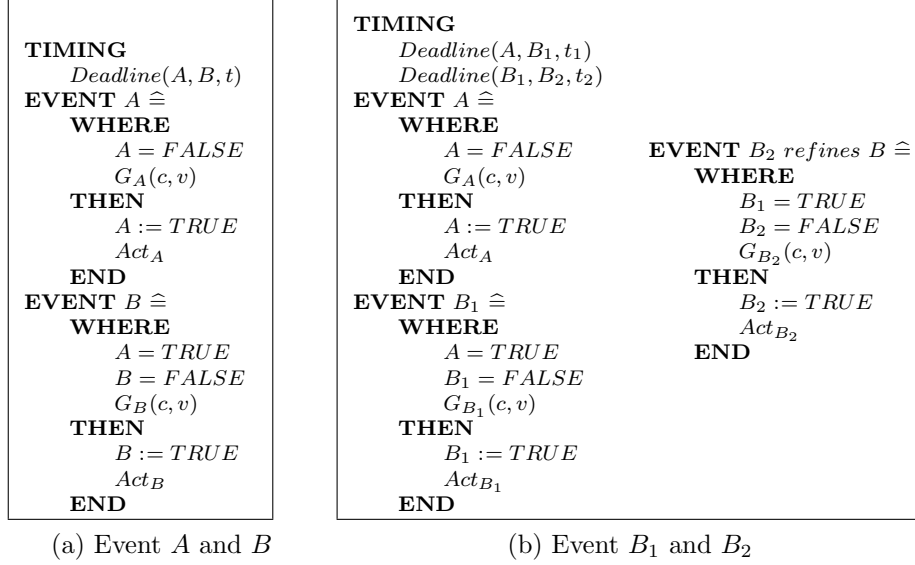 TIMING
Deadline(A, B, t)
EVENT A ≙
WHERE
A = FALSE
G_A(c, v)
THEN
A := TRUE
Act_A
END
EVENT B ≙
WHERE
A = TRUE
B = FALSE
G_B(c, v)
THEN
B := TRUE
Act_B
END
(a) Event A and B
TIMING
Deadline(A, B_1, t_1)
Deadline(B_1, B_2, t_2)
EVENT A ≙
WHERE
A = FALSE
G_A(c, v)
THEN
A := TRUE
Act_A
END
EVENT B_1 ≙
WHERE
A = TRUE
B_1 = FALSE
G_{B_1}(c, v)
THEN
B_1 := TRUE
Act_{B_1}
END
EVENT B_2 refines B ≙
WHERE
B_1 = TRUE
B_2 = FALSE
G_{B_2}(c, v)
THEN
B_2 := TRUE
Act_{B_2}
END
(b) Event B_1 and B_2